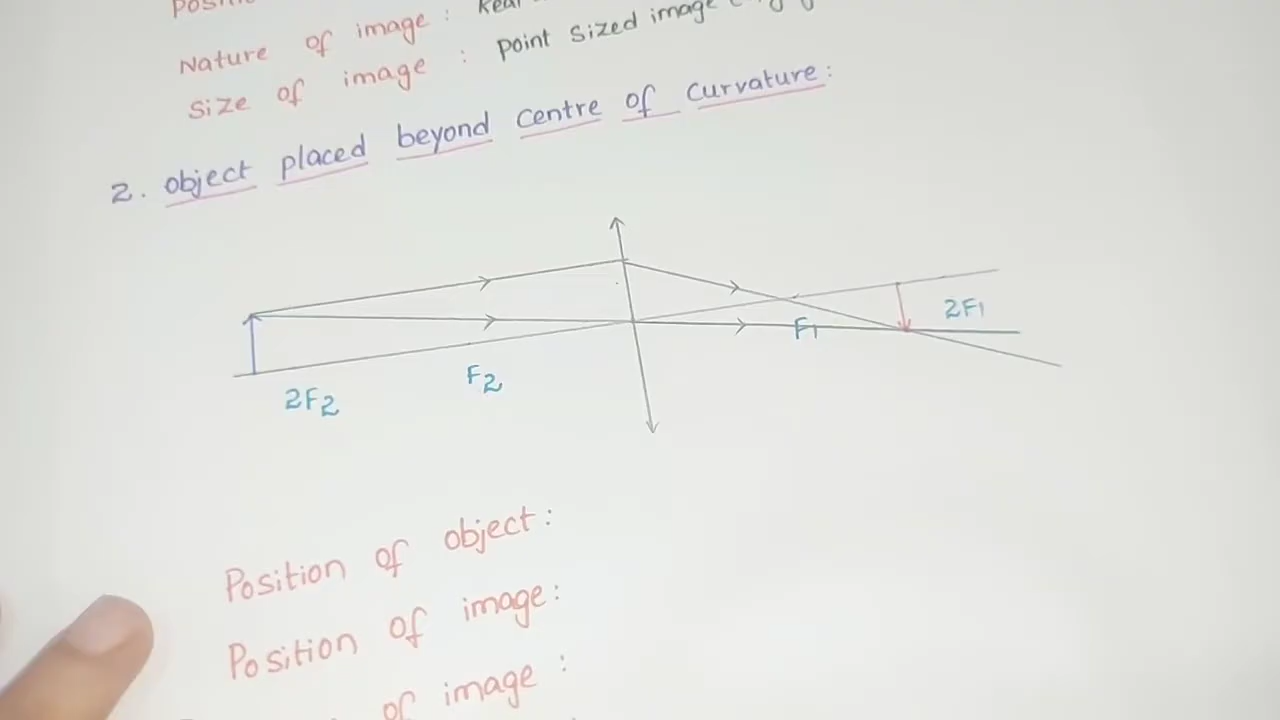 Nature of image :
Size of image : Point Sized image
2. object placed beyond centre of curvature:
2F1
F1
F2
2F2
Position of object:
Position of image:
of image :